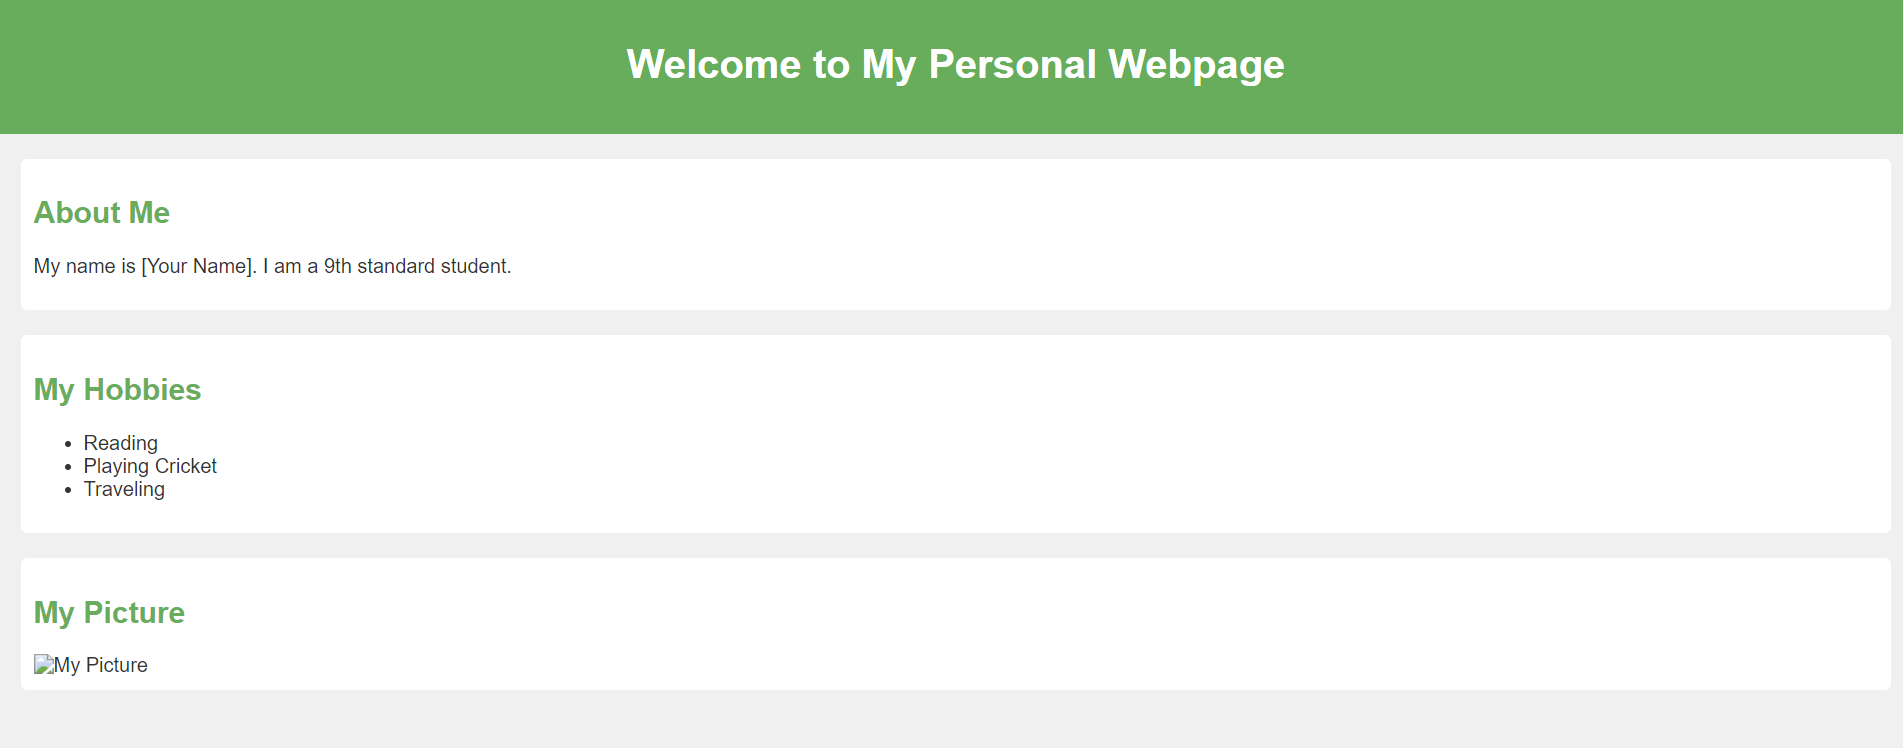 Welcome to My Personal Webpage
About Me
My name is [Your Name]. I am a 9th standard student.
My Hobbies
• Reading
• Playing Cricket
• Traveling
My Picture
My Picture